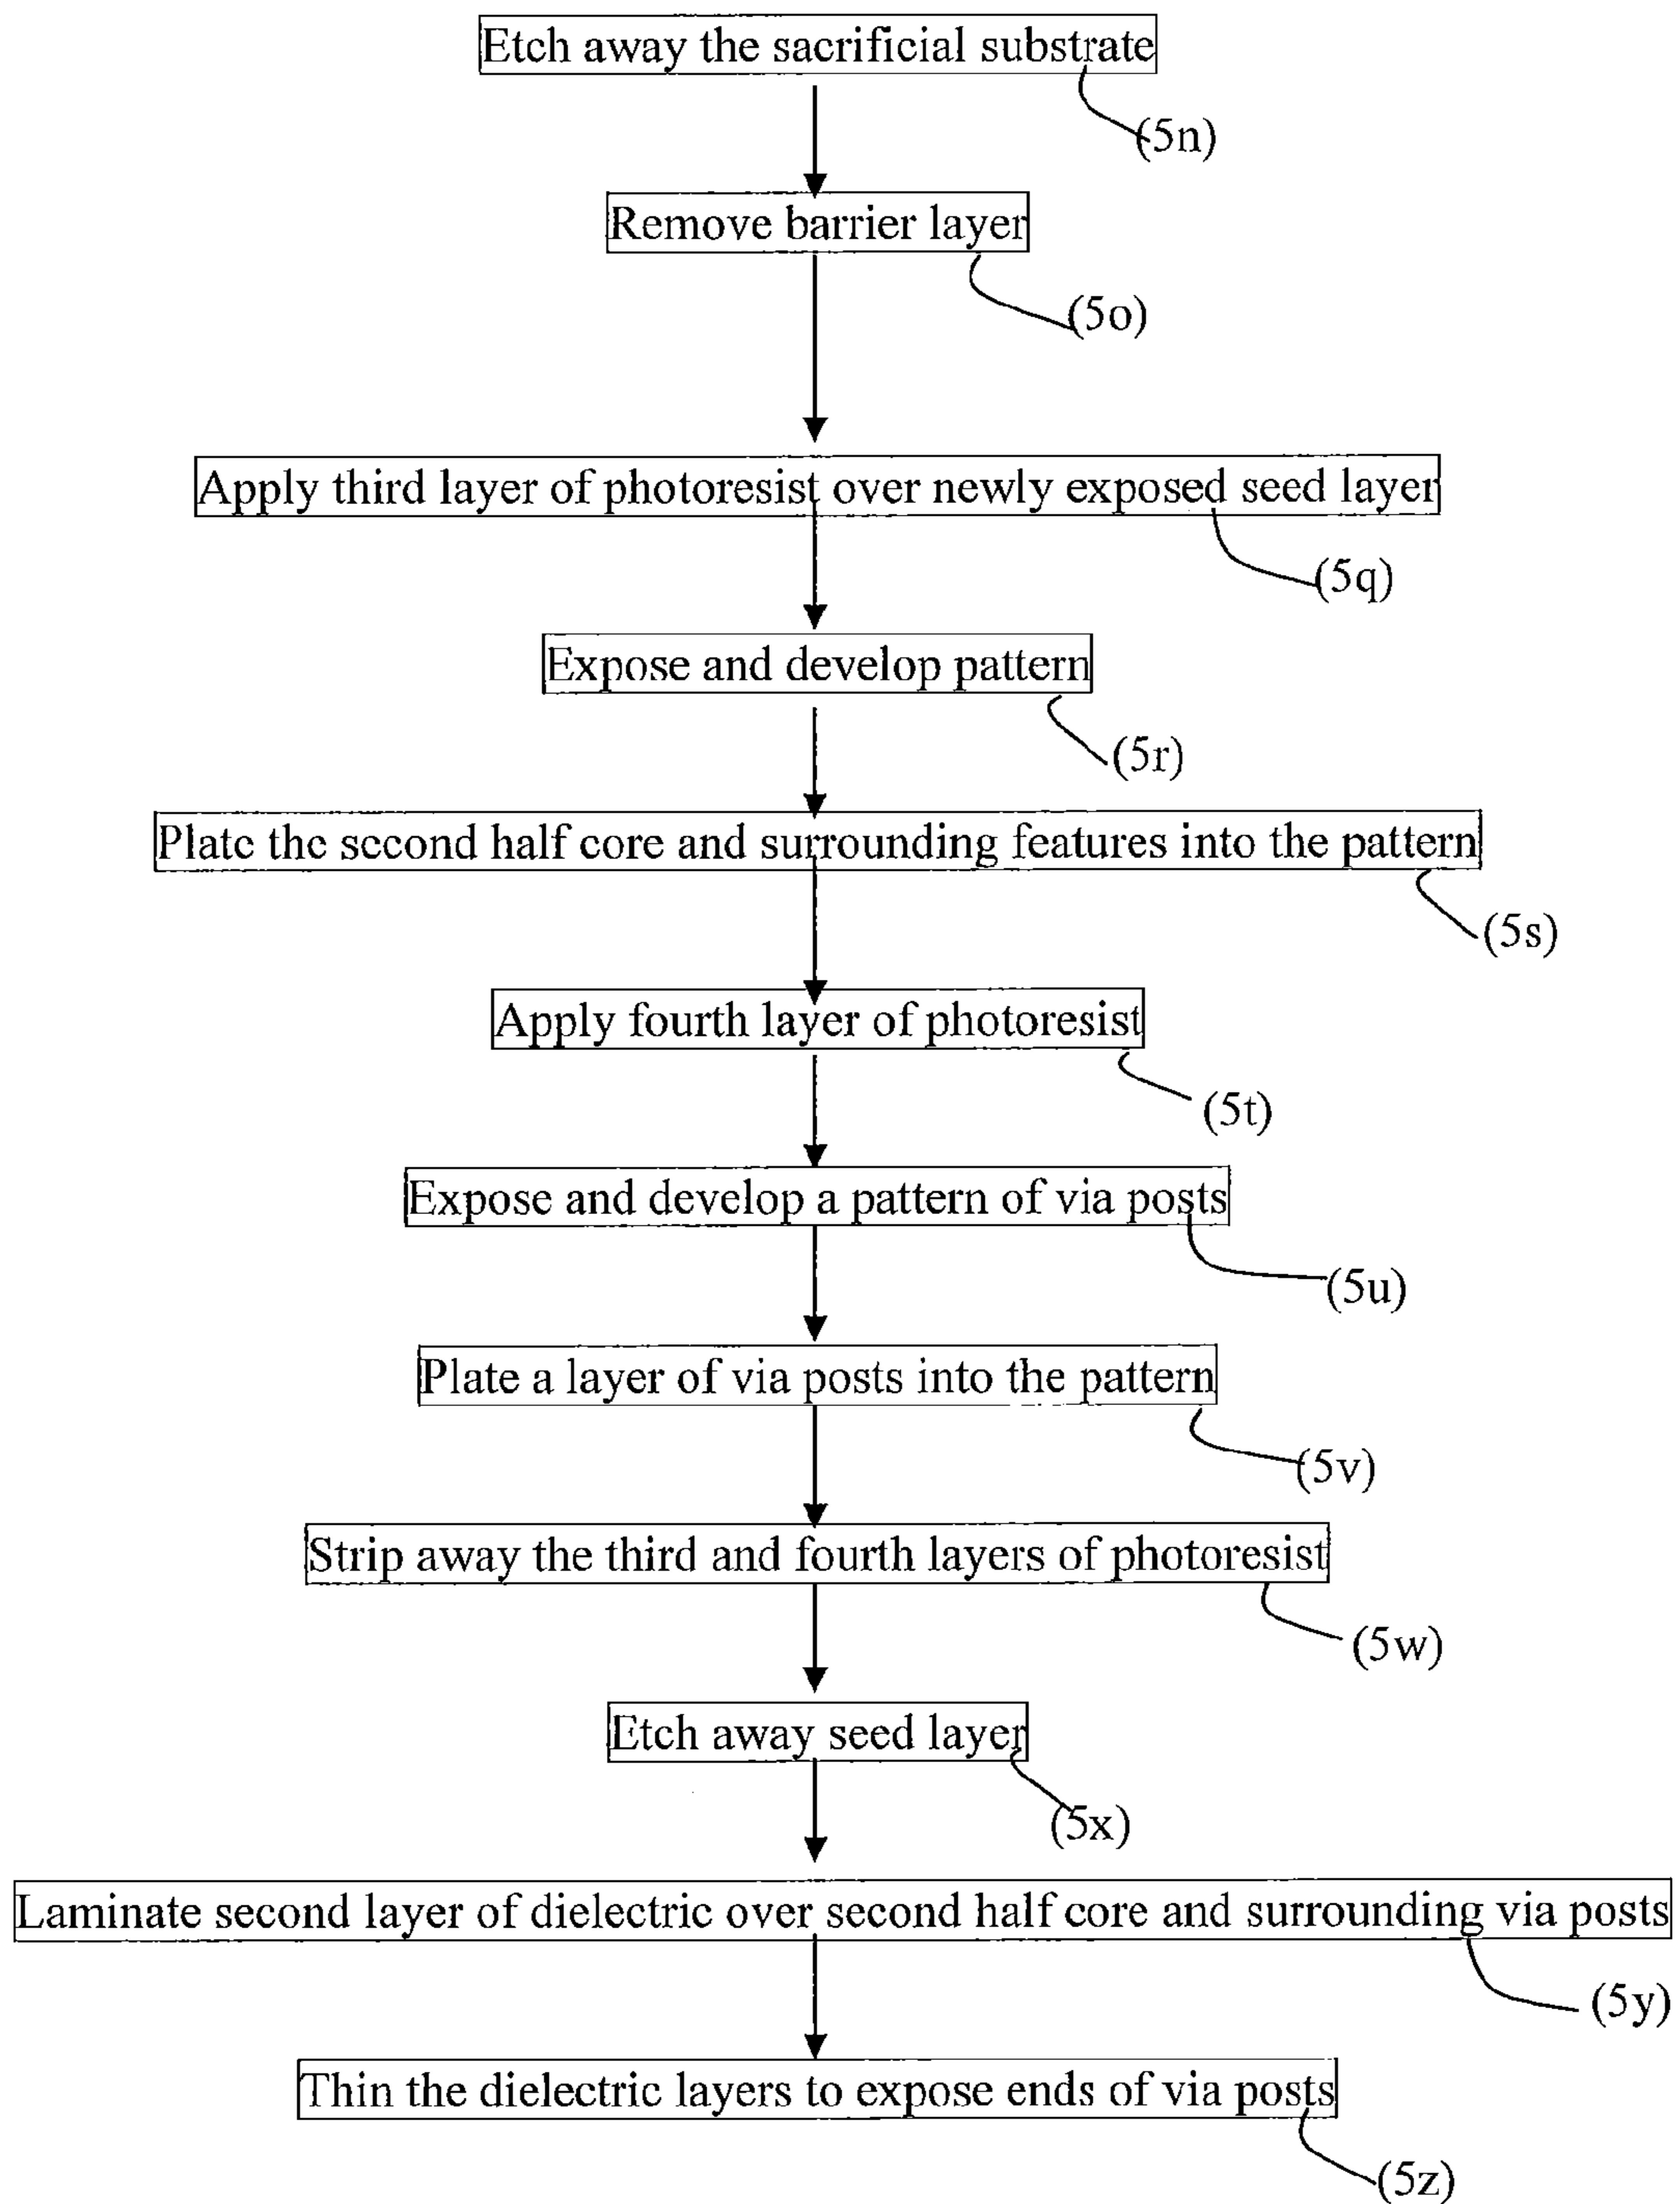 Etch away the sacrificial substrate
(5n)
Remove barrier layer
(5o)
Apply third layer of photoresist over newly exposed seed layer
(5q)
Expose and develop pattern
(5r)
Plate the second half core and surrounding features into the pattern
(5s)
Apply fourth layer of photoresist
(5t)
Expose and develop a pattern of via posts
(5u)
Plate a layer of via posts into the pattern
(5v)
Strip away the third and fourth layers of photoresist
(5w)
Etch away seed layer
(5x)
Laminate second layer of dielectric over second half core and surrounding via posts
(5y)
Thin the dielectric layers to expose ends of via posts
(5z)